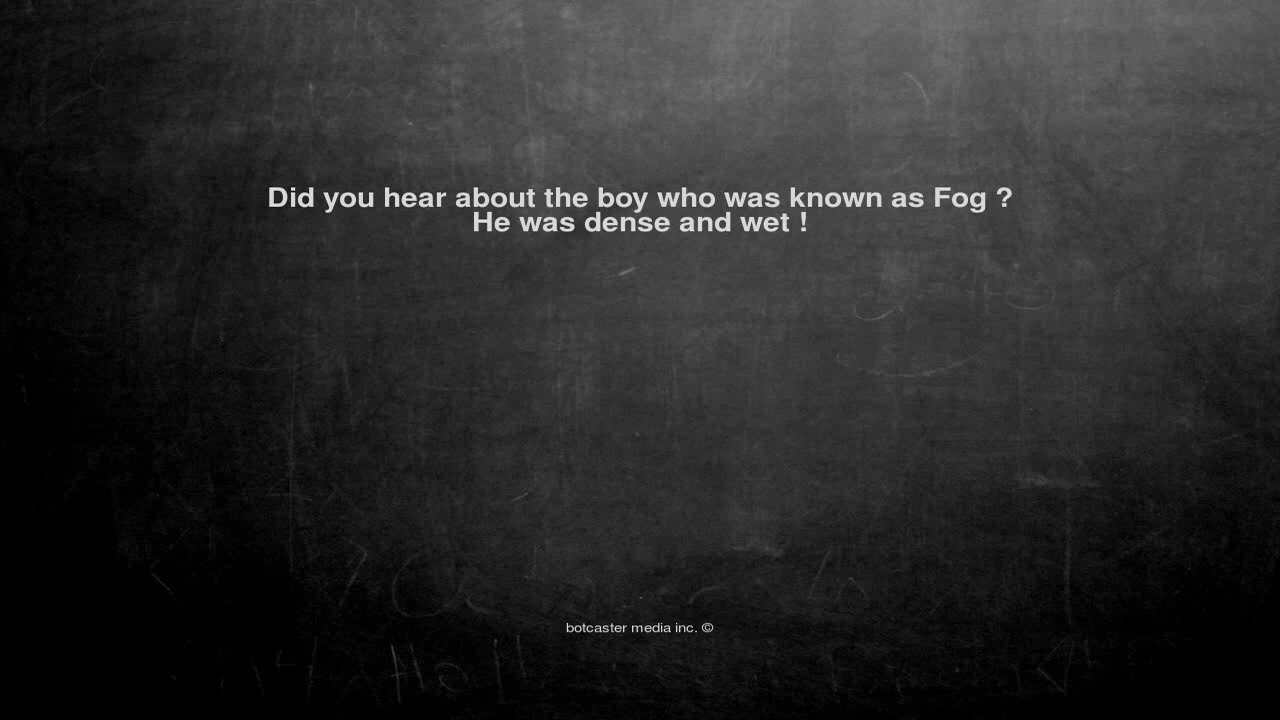 Did you hear about the boy who was known as Fog ?
He was dense and wet !
botcaster media inc. ©